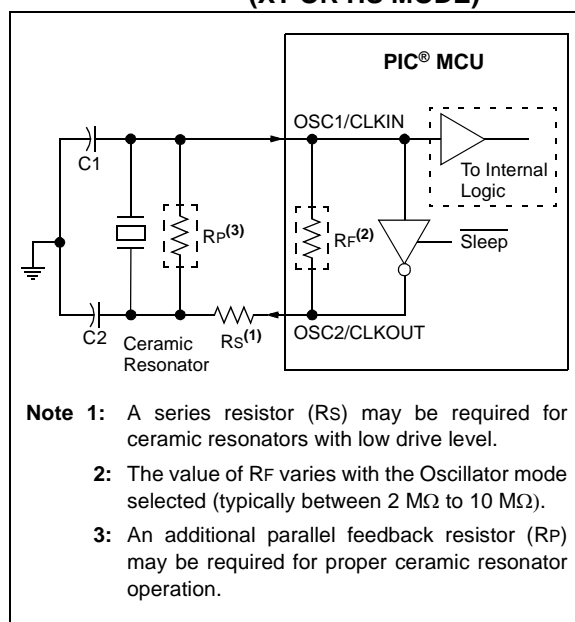 (XT OR HS MODE)
PIC® MCU
OSC1/CLKIN
C1
To Internal
Logic
RP(3)
RF(2)
Sleep
C2
Ceramic
Resonator
RS(1)
OSC2/CLKOUT
Note 1: A series resistor (RS) may be required for
ceramic resonators with low drive level.
2: The value of RF varies with the Oscillator mode
selected (typically between 2 MΩ to 10 MΩ).
3: An additional parallel feedback resistor (RP)
may be required for proper ceramic resonator
operation.